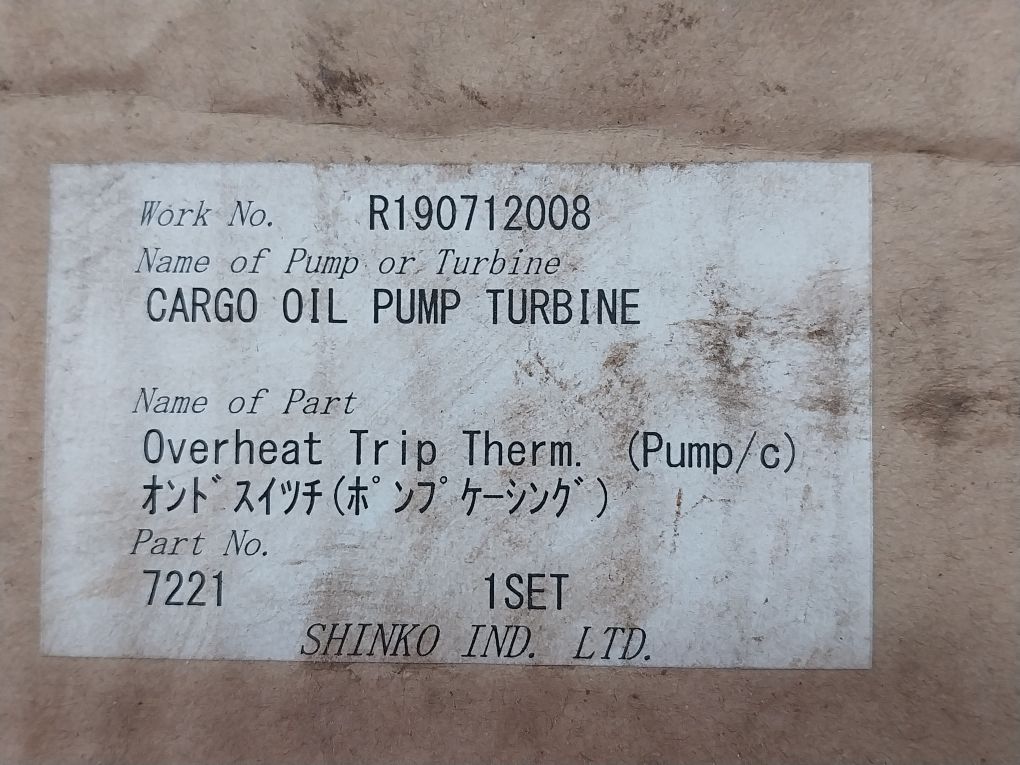 Work No. R190712008
Name of Pump or Turbine
CARGO OIL PUMP TURBINE
Name of Part
Overheat Trip Therm. (Pump/c)
オンドスイツチ(ポンプケーシング)
Part No.
7221 1SET
SHINKO IND. LTD.